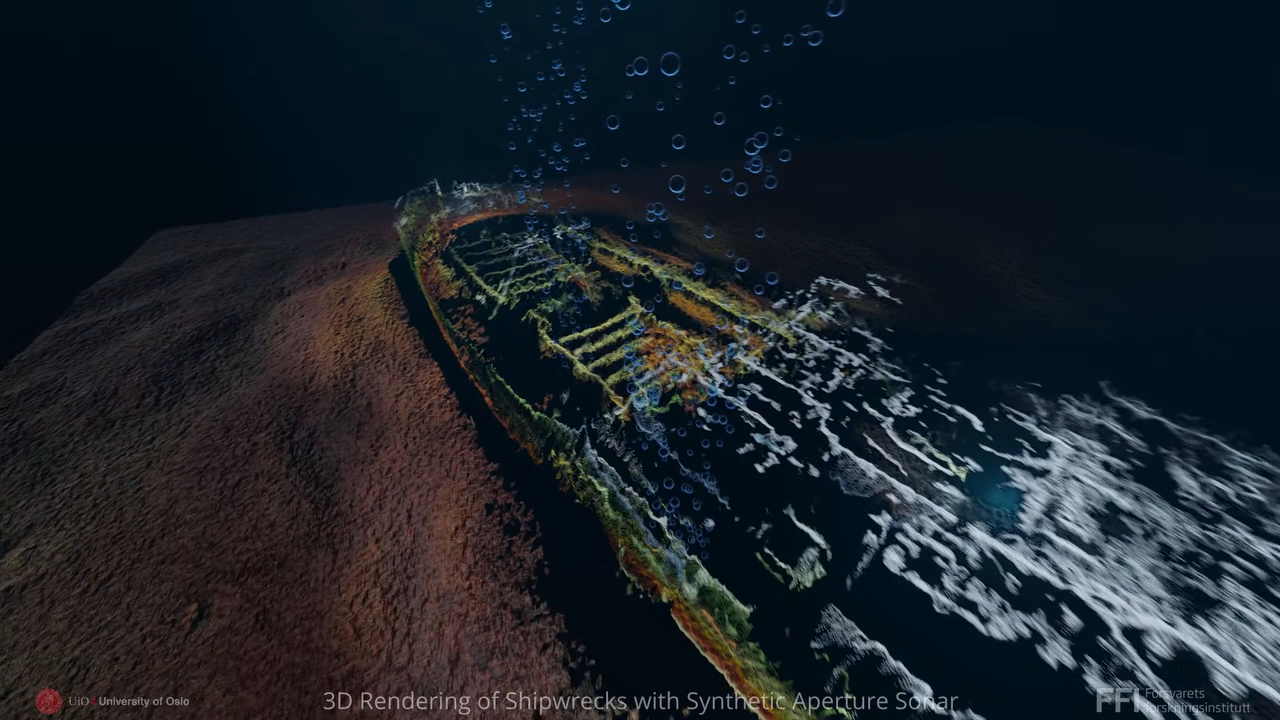 UiO University of Oslo
3D Rendering of Shipwrecks with Synthetic Aperture Sonar
FFI Forsvarets
forskningsinstitutt